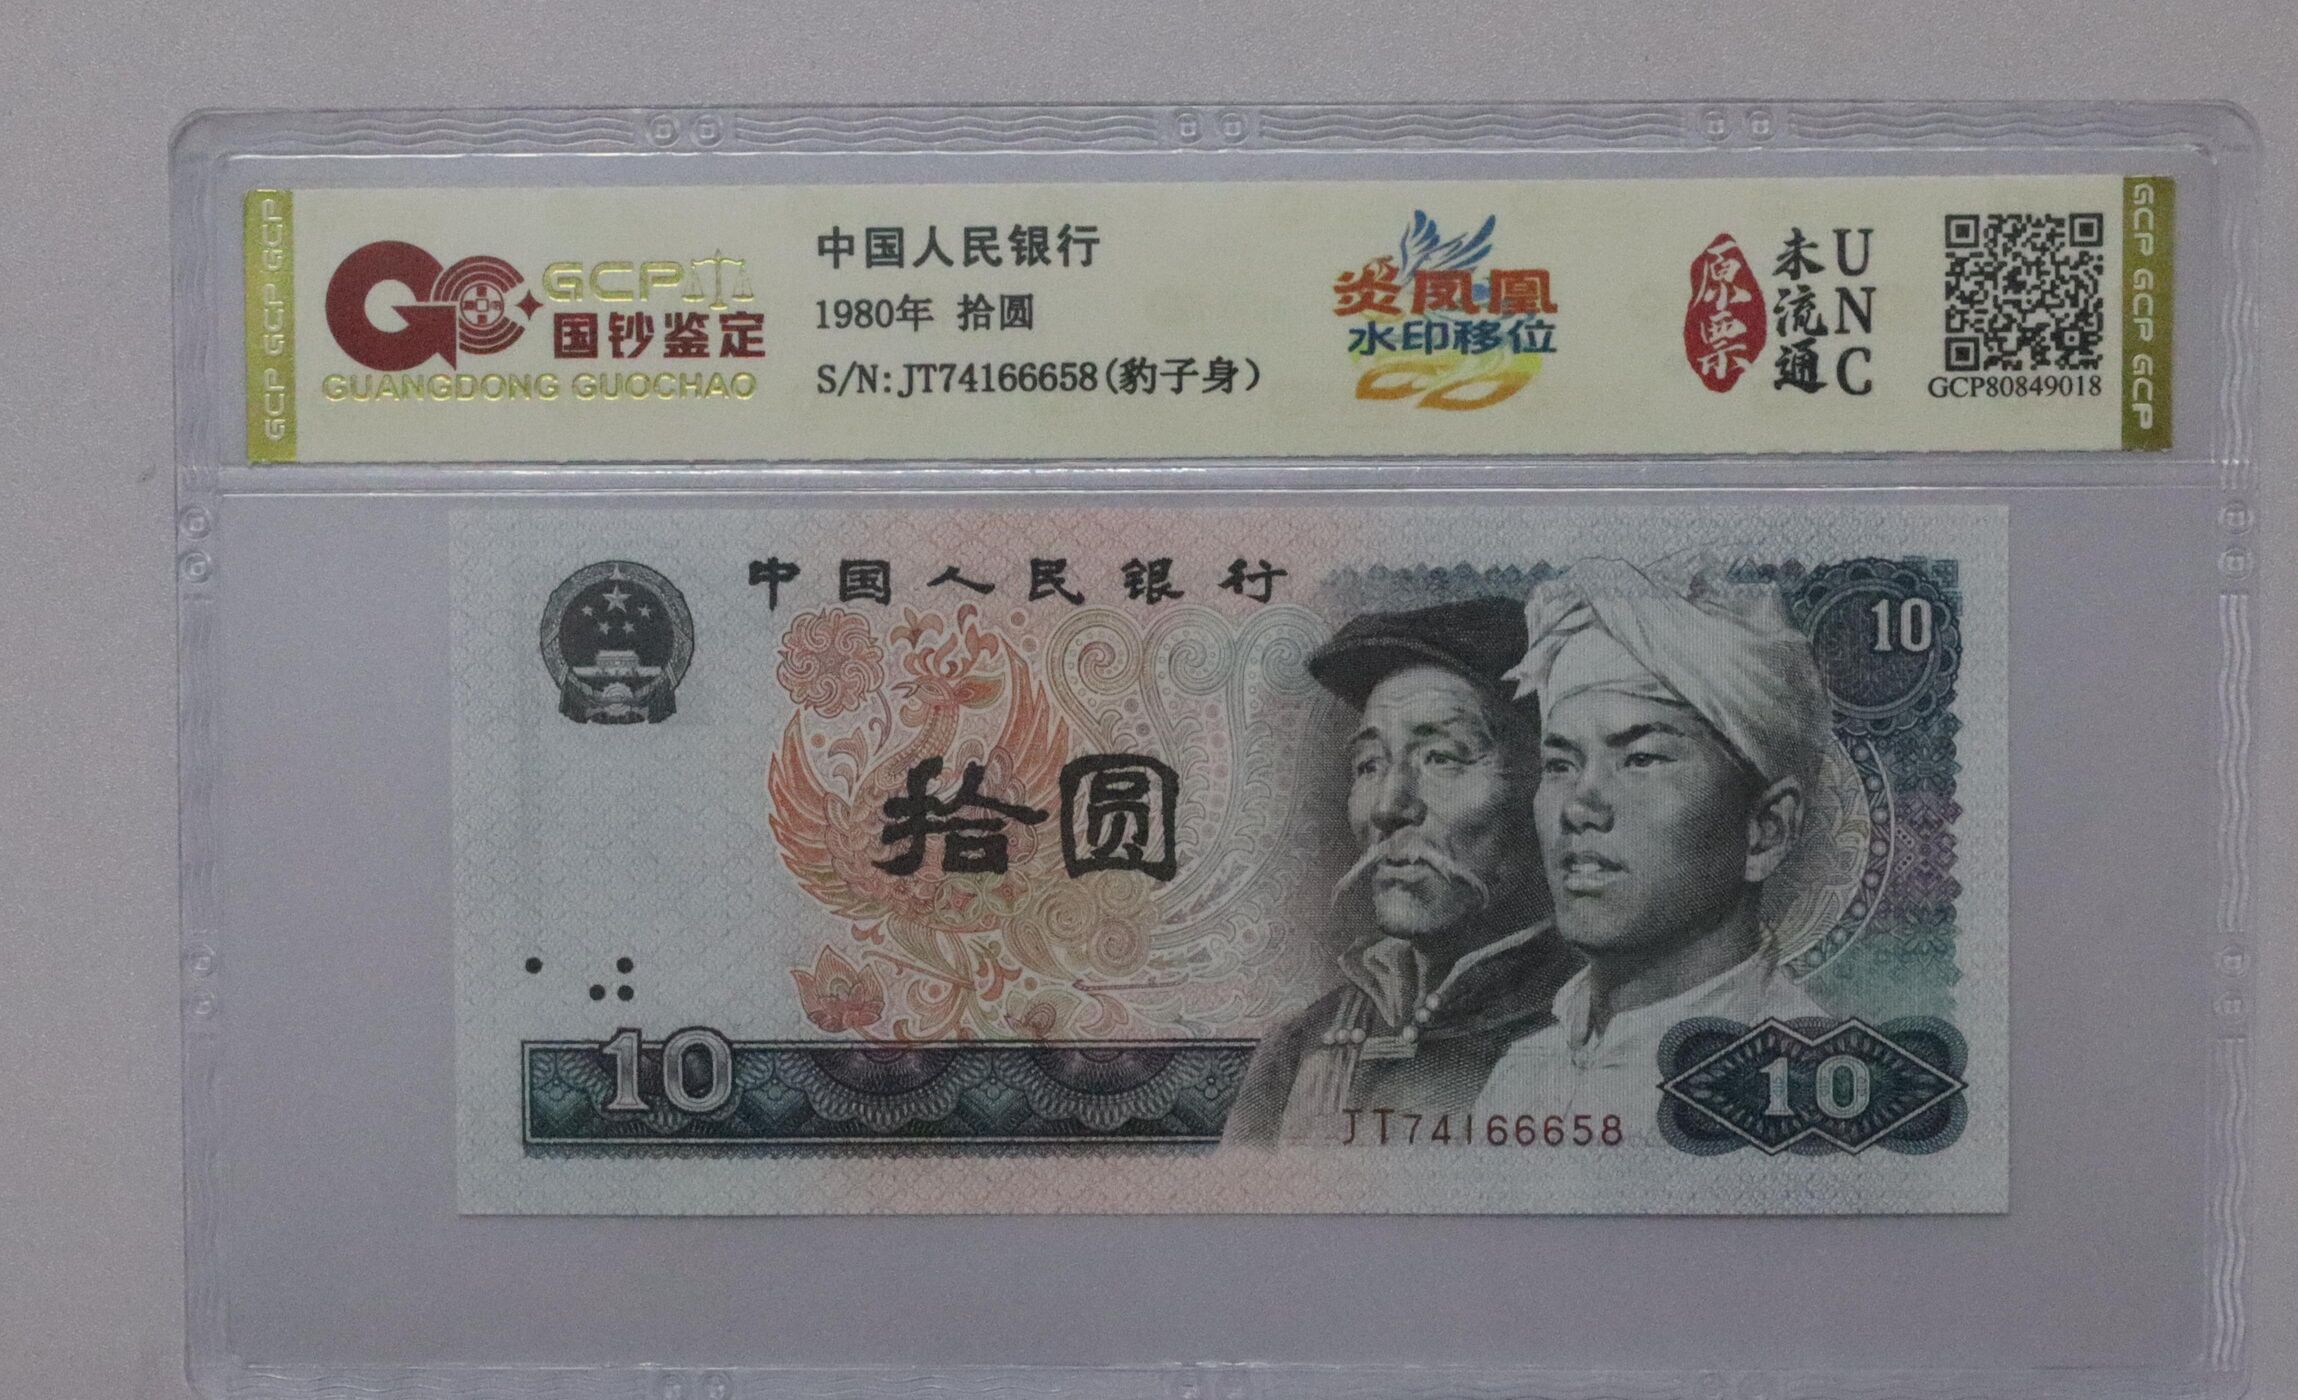 GCP GCP GCP
GCP
国钞鉴定
GUANGDONG GUOCHAO
中国人民银行
1980年 拾圆
S/N:JT74166658(豹子身)
炎凤凰
水印移位
原票
未流通
UNC
GCP80849018
GCP GCP GCP
中国人民银行
10
拾圆
10
JT74166658
10